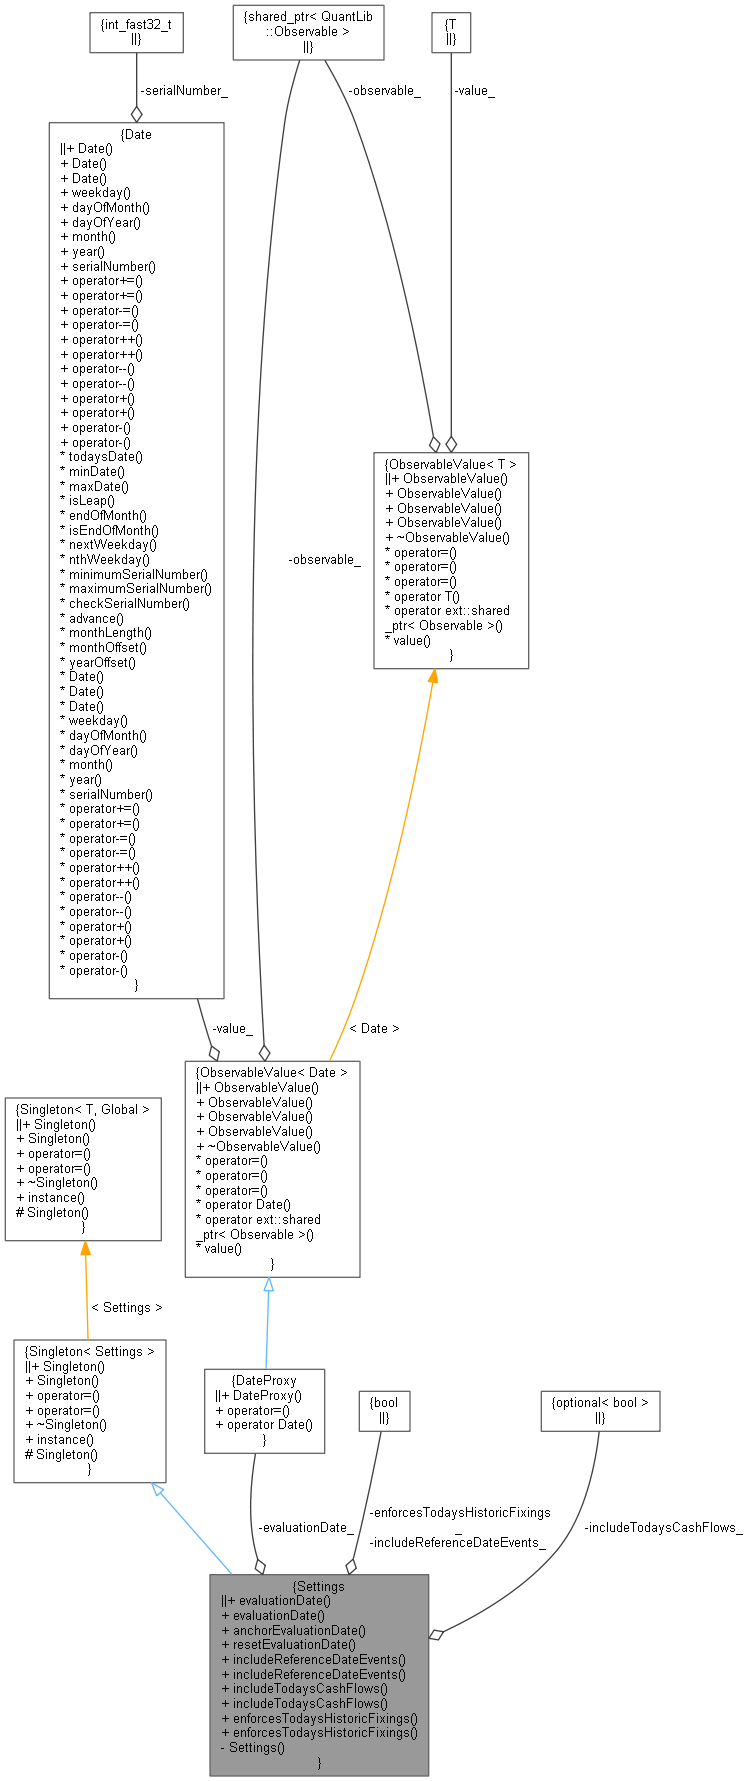 {int_fast32_t
||}
{shared_ptr< QuantLib
::Observable >
||}
{T
||}
-serialNumber_
-observable_
-value_
{Date
||+ Date()
+ Date()
+ Date()
+ weekday()
+ dayOfMonth()
+ dayOfYear()
+ month()
+ year()
+ serialNumber()
+ operator+=()
+ operator+=()
+ operator-=()
+ operator-=()
+ operator++()
+ operator++()
+ operator--()
+ operator--()
+ operator+()
+ operator+()
+ operator-()
+ operator-()
* todaysDate()
* minDate()
* maxDate()
* isLeap()
* endOfMonth()
* isEndOfMonth()
* nextWeekday()
* nthWeekday()
* minimumSerialNumber()
* maximumSerialNumber()
* checkSerialNumber()
* advance()
* monthLength()
* monthOffset()
* yearOffset()
* Date()
* Date()
* Date()
* weekday()
* dayOfMonth()
* dayOfYear()
* month()
* year()
* serialNumber()
* operator+=()
* operator+=()
* operator-=()
* operator-=()
* operator++()
* operator++()
* operator--()
* operator--()
* operator+()
* operator+()
* operator-()
* operator-()
}
{ObservableValue< T >
||+ ObservableValue()
+ ObservableValue()
+ ObservableValue()
+ ObservableValue()
+ ~ObservableValue()
* operator=()
* operator=()
* operator=()
* operator T()
* operator ext::shared
_ptr< Observable >()
* value()
}
-observable_
-value_
< Date >
{ObservableValue< Date >
||+ ObservableValue()
+ ObservableValue()
+ ObservableValue()
+ ObservableValue()
+ ~ObservableValue()
* operator=()
* operator=()
* operator=()
* operator Date()
* operator ext::shared
_ptr< Observable >()
* value()
}
{Singleton< T, Global >
||+ Singleton()
+ Singleton()
+ operator=()
+ operator=()
+ ~Singleton()
+ instance()
# Singleton()
}
< Settings >
{Singleton< Settings >
||+ Singleton()
+ Singleton()
+ operator=()
+ operator=()
+ ~Singleton()
+ instance()
# Singleton()
}
{DateProxy
||+ DateProxy()
+ operator=()
+ operator Date()
}
{bool
||}
{optional< bool >
||}
-evaluationDate_
-enforcesTodaysHistoricFixings
_
-includeReferenceDateEvents_
-includeTodaysCashFlows_
{Settings
||+ evaluationDate()
+ evaluationDate()
+ anchorEvaluationDate()
+ resetEvaluationDate()
+ includeReferenceDateEvents()
+ includeReferenceDateEvents()
+ includeTodaysCashFlows()
+ includeTodaysCashFlows()
+ enforcesTodaysHistoricFixings()
+ enforcesTodaysHistoricFixings()
- Settings()
}